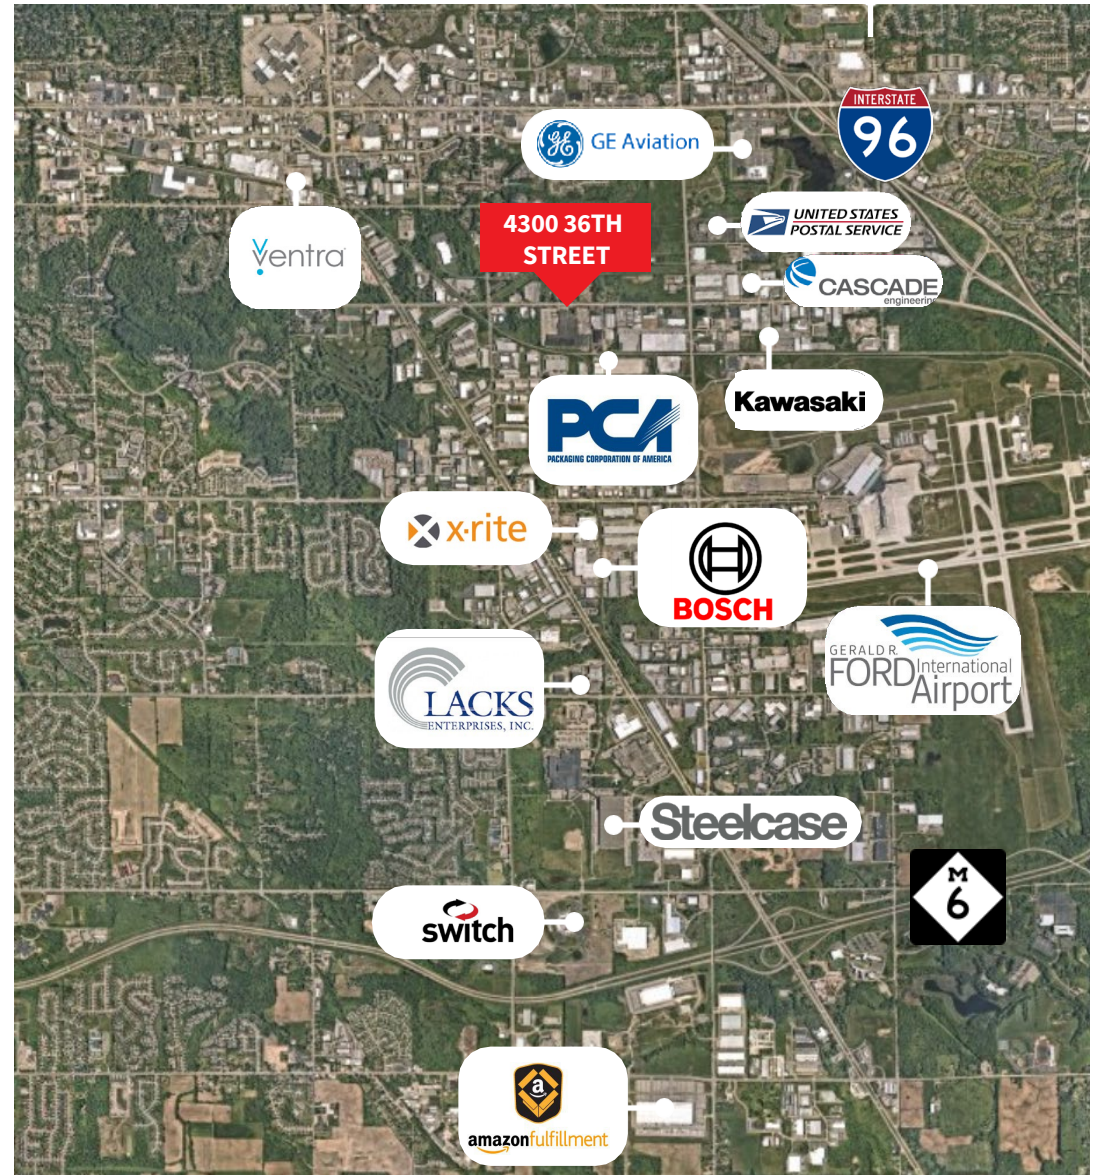 INTERSTATE
96
GE
GE Aviation
UNITED STATES
POSTAL SERVICE
4300 36TH
STREET
Ventra
CASCADE
engineering
Kawasaki
PCA
PACKAGING CORPORATION OF AMERICA
x·rite
BOSCH
GERALD R.
FORD International
Airport
LACKS
ENTERPRISES, INC.
Steelcase
M
6
switch
a
amazonfulfillment